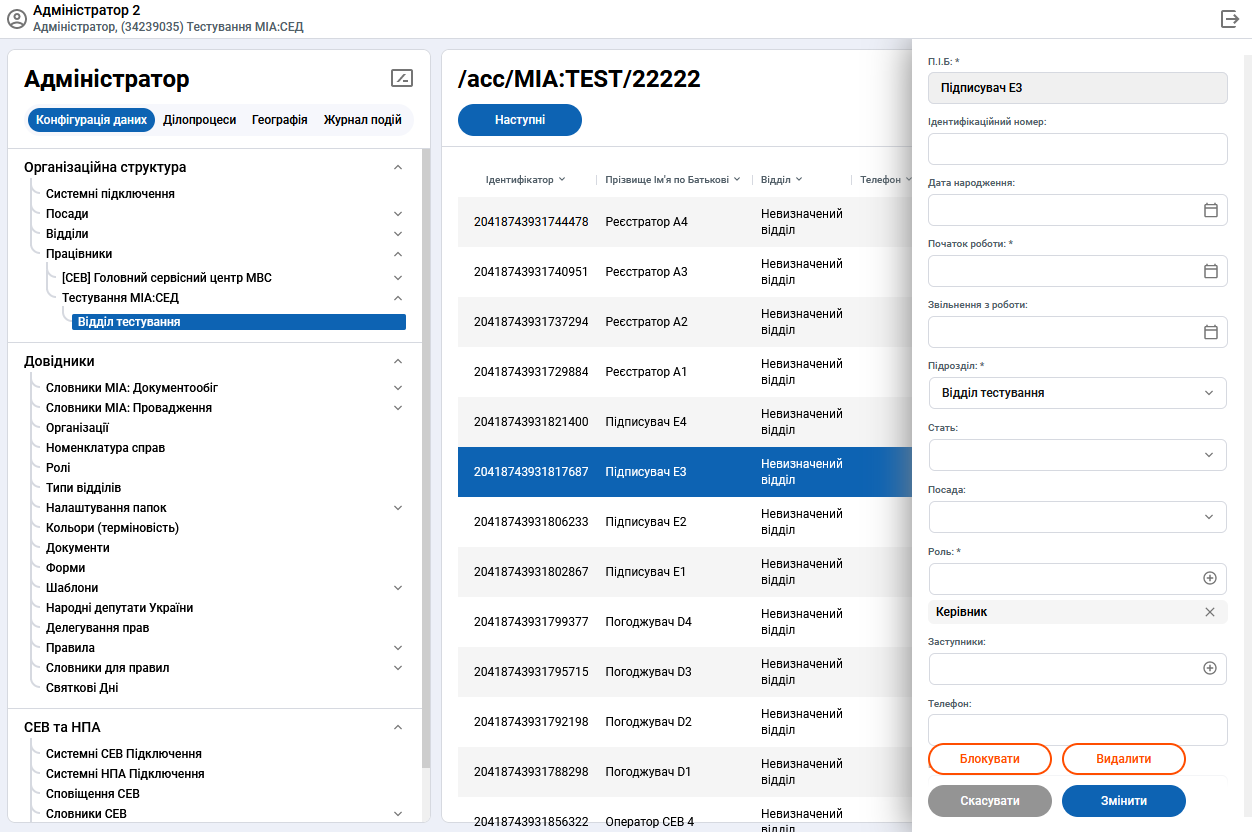 Адміністратор 2
Адміністратор, (34239035) Тестування МІА:СЕД
Адміністратор
Конфігурація даних Ділопроцеси Географія Журнал подій
Організаційна структура
Системні підключення
Посади
Відділи
Працівники
[СЕВ] Головний сервісний центр МВС
Тестування МІА:СЕД
Відділ тестування
Довідники
Словники МІА: Документообіг
Словники МІА: Провадження
Організації
Номенклатура справ
Ролі
Типи відділів
Налаштування папок
Кольори (терміновість)
Документи
Форми
Шаблони
Народні депутати України
Делегування прав
Правила
Словники для правил
Святкові Дні
СЕВ та НПА
Системні СЕВ Підключення
Системні НПА Підключення
Сповіщення СЕВ
Словники СЕВ
/acc/MIA:TEST/22222
Наступні
Ідентифікатор Прізвище Ім'я по Батькові Відділ Телефон
20418743931744478 Реєстратор А4 Невизначений
відділ
20418743931740951 Реєстратор А3 Невизначений
відділ
20418743931737294 Реєстратор А2 Невизначений
відділ
20418743931729884 Реєстратор А1 Невизначений
відділ
20418743931821400 Підписувач Е4 Невизначений
відділ
20418743931817687 Підписувач Е3 Невизначений
відділ
20418743931806233 Підписувач Е2 Невизначений
відділ
20418743931802867 Підписувач Е1 Невизначений
відділ
20418743931799377 Погоджувач D4 Невизначений
відділ
20418743931795715 Погоджувач D3 Невизначений
відділ
20418743931792198 Погоджувач D2 Невизначений
відділ
20418743931788298 Погоджувач D1 Невизначений
відділ
20418743931856322 Оператор СЕВ 4 Невизначений
відділ
П.І.Б: *
Підписувач Е3
Ідентифікаційний номер:
Дата народження:
Початок роботи: *
Звільнення з роботи:
Підрозділ: *
Відділ тестування
Стать:
Посада:
Роль: *
Керівник
Заступники:
Телефон:
Блокувати Видалити
Скасувати Змінити